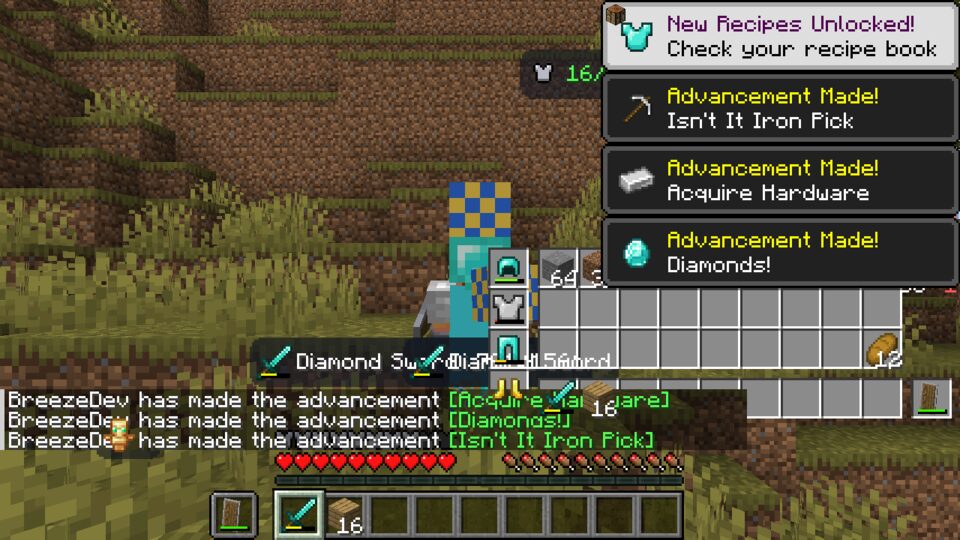 New Recipes Unlocked!
Check your recipe book
16/
Advancement Made!
Isn't It Iron Pick
Advancement Made!
Acquire Hardware
Advancement Made!
Diamonds!
64
12
Diamond
16
BreezeDev has made the advancement [Acquire Hardware]
BreezeDev has made the advancement [Diamonds!]
BreezeDev has made the advancement [Isn't It Iron Pick]
16